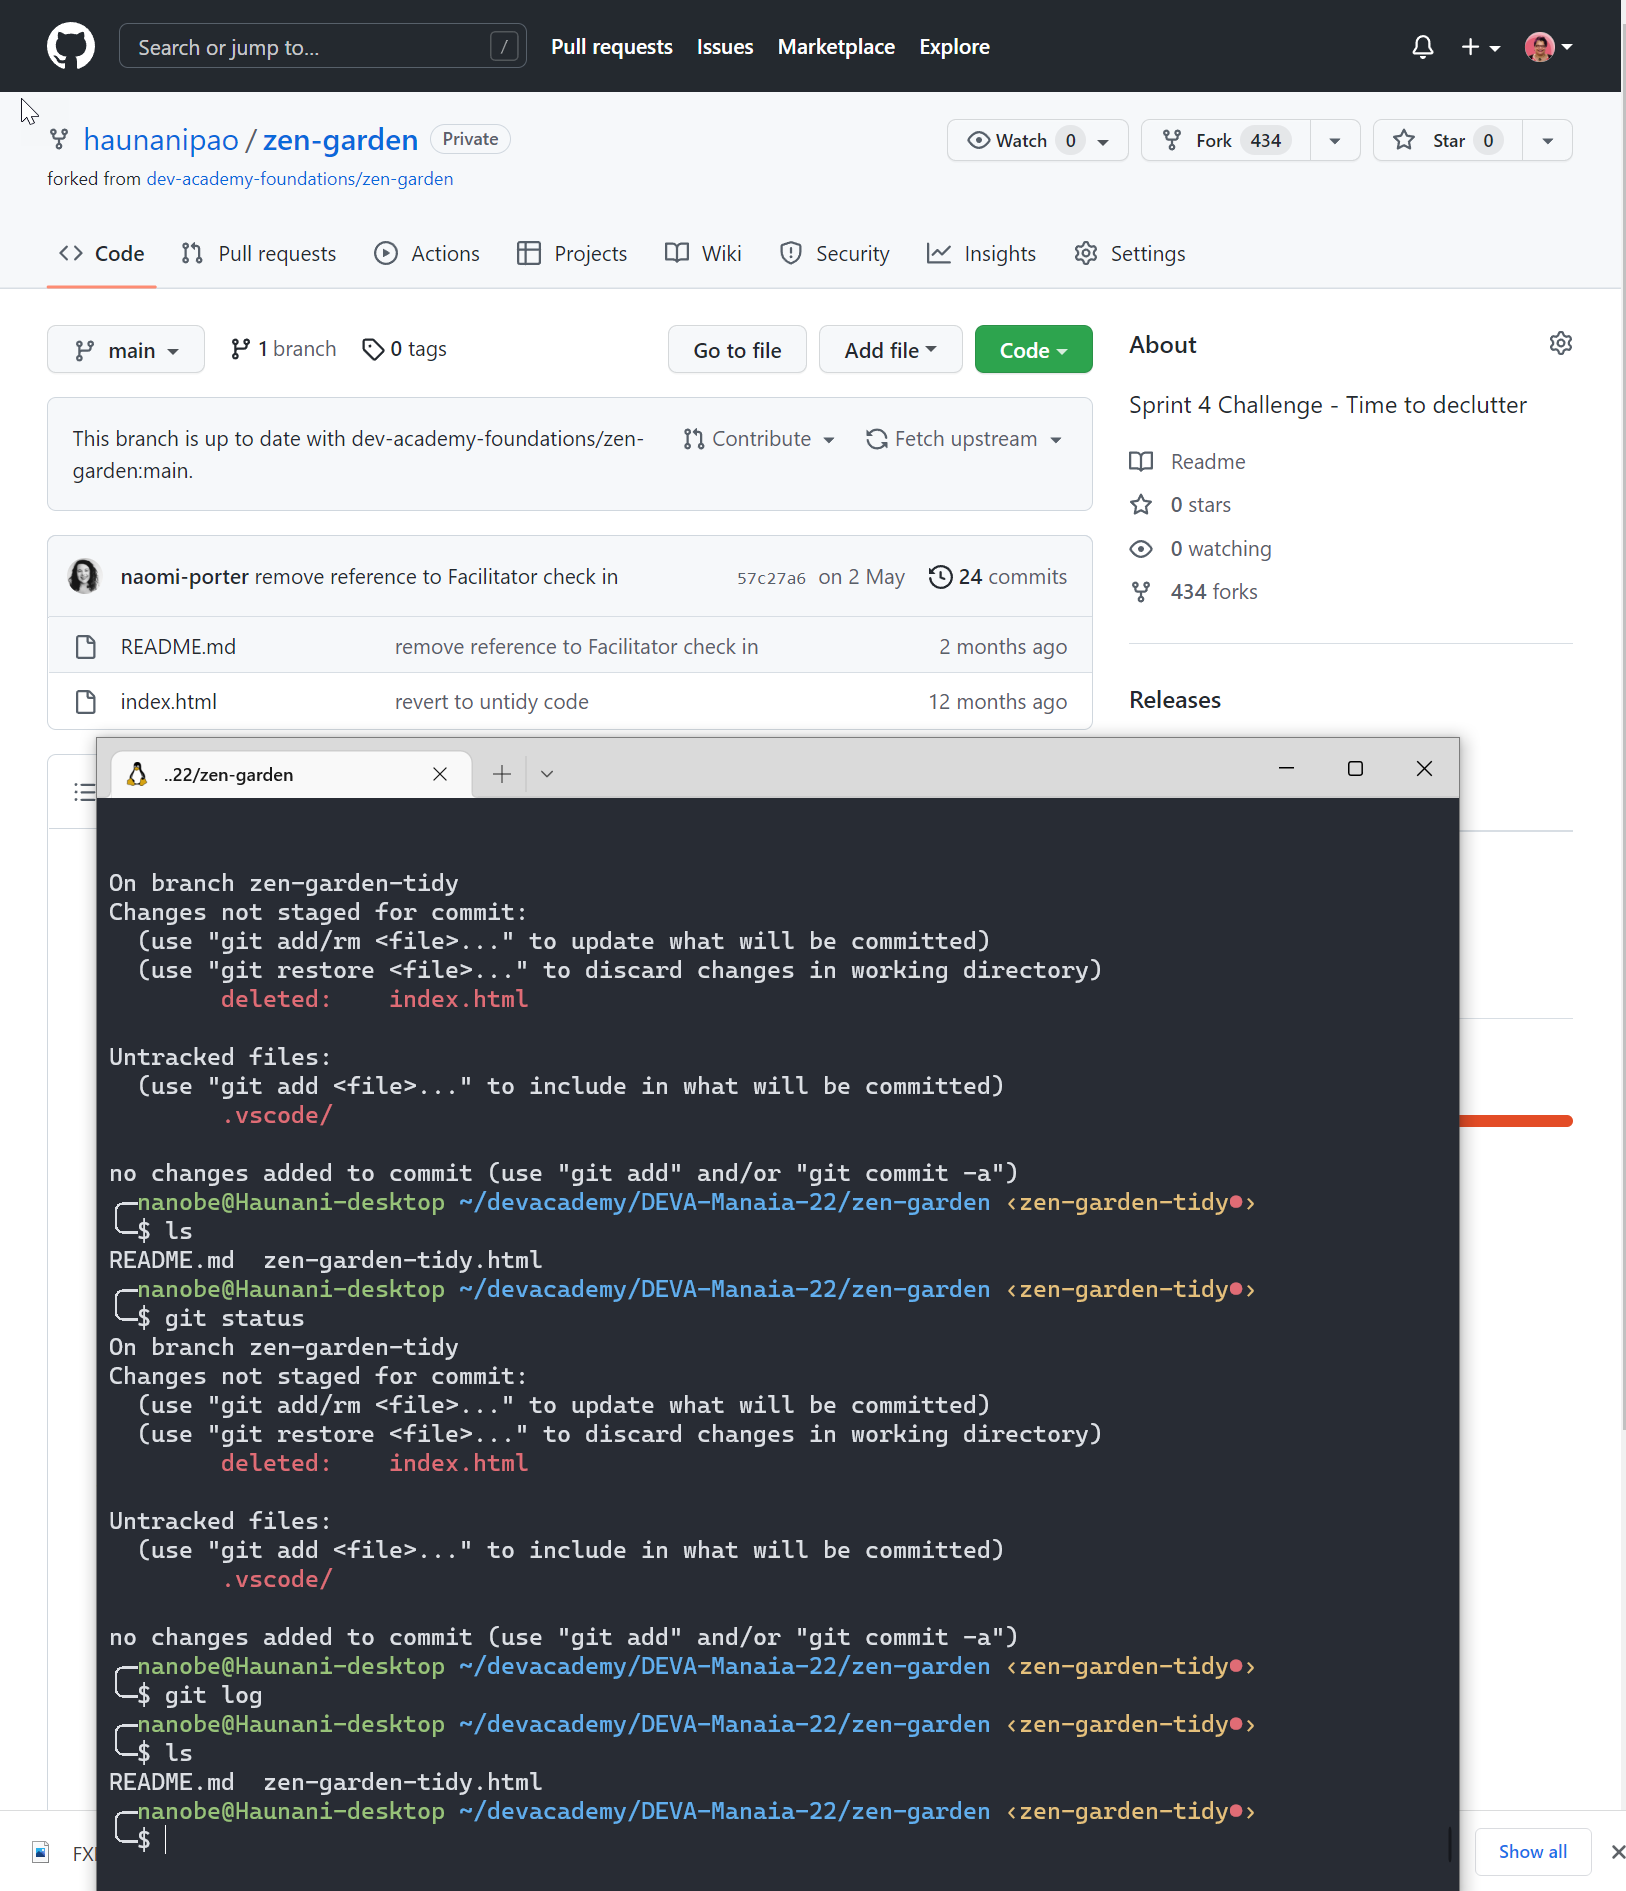 Search or jump to...
/
Pull requests
Issues
Marketplace
Explore
haunanipao / zen-garden
Private
Watch 0
Fork 434
Star 0
forked from dev-academy-foundations/zen-garden
Code
Pull requests
Actions
Projects
Wiki
Security
Insights
Settings
main
1 branch
0 tags
Go to file
Add file
Code
About
Sprint 4 Challenge - Time to declutter
This branch is up to date with dev-academy-foundations/zen-
garden:main.
Contribute
Fetch upstream
Readme
0 stars
0 watching
434 forks
naomi-porter remove reference to Facilitator check in
57c27a6 on 2 May
24 commits
README.md
remove reference to Facilitator check in
2 months ago
index.html
revert to untidy code
12 months ago
Releases
..22/zen-garden
On branch zen-garden-tidy
Changes not staged for commit:
(use "git add/rm <file>..." to update what will be committed)
(use "git restore <file>..." to discard changes in working directory)
deleted: index.html
Untracked files:
(use "git add <file>..." to include in what will be committed)
.vscode/
no changes added to commit (use "git add" and/or "git commit -a")
nanobe@Haunani-desktop ~/devacademy/DEVA-Manaia-22/zen-garden ‹zen-garden-tidy●›
$ ls
README.md zen-garden-tidy.html
nanobe@Haunani-desktop ~/devacademy/DEVA-Manaia-22/zen-garden ‹zen-garden-tidy●›
$ git status
On branch zen-garden-tidy
Changes not staged for commit:
(use "git add/rm <file>..." to update what will be committed)
(use "git restore <file>..." to discard changes in working directory)
deleted: index.html
Untracked files:
(use "git add <file>..." to include in what will be committed)
.vscode/
no changes added to commit (use "git add" and/or "git commit -a")
nanobe@Haunani-desktop ~/devacademy/DEVA-Manaia-22/zen-garden ‹zen-garden-tidy●›
$ git log
nanobe@Haunani-desktop ~/devacademy/DEVA-Manaia-22/zen-garden ‹zen-garden-tidy●›
$ ls
README.md zen-garden-tidy.html
nanobe@Haunani-desktop ~/devacademy/DEVA-Manaia-22/zen-garden ‹zen-garden-tidy●›
$
Show all